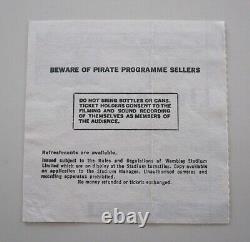 BEWARE OF PIRATE PROGRAMME SELLERS
DO NOT BRING BOTTLES OR CANS.
TICKET HOLDERS CONSENT TO THE
FILMING AND SOUND RECORDING
OF THEMSELVES AS MEMBERS OF
THE AUDIENCE.
Refreshments are available.
Issued subject to the Rules and Regulations of Wembley Stadium
Limited which are on display at the Stadium turnstiles. Copy available
on application to the Stadium Manager. Unauthorised cameras and
recording apparatus prohibited.
No money refunded or tickets exchanged.